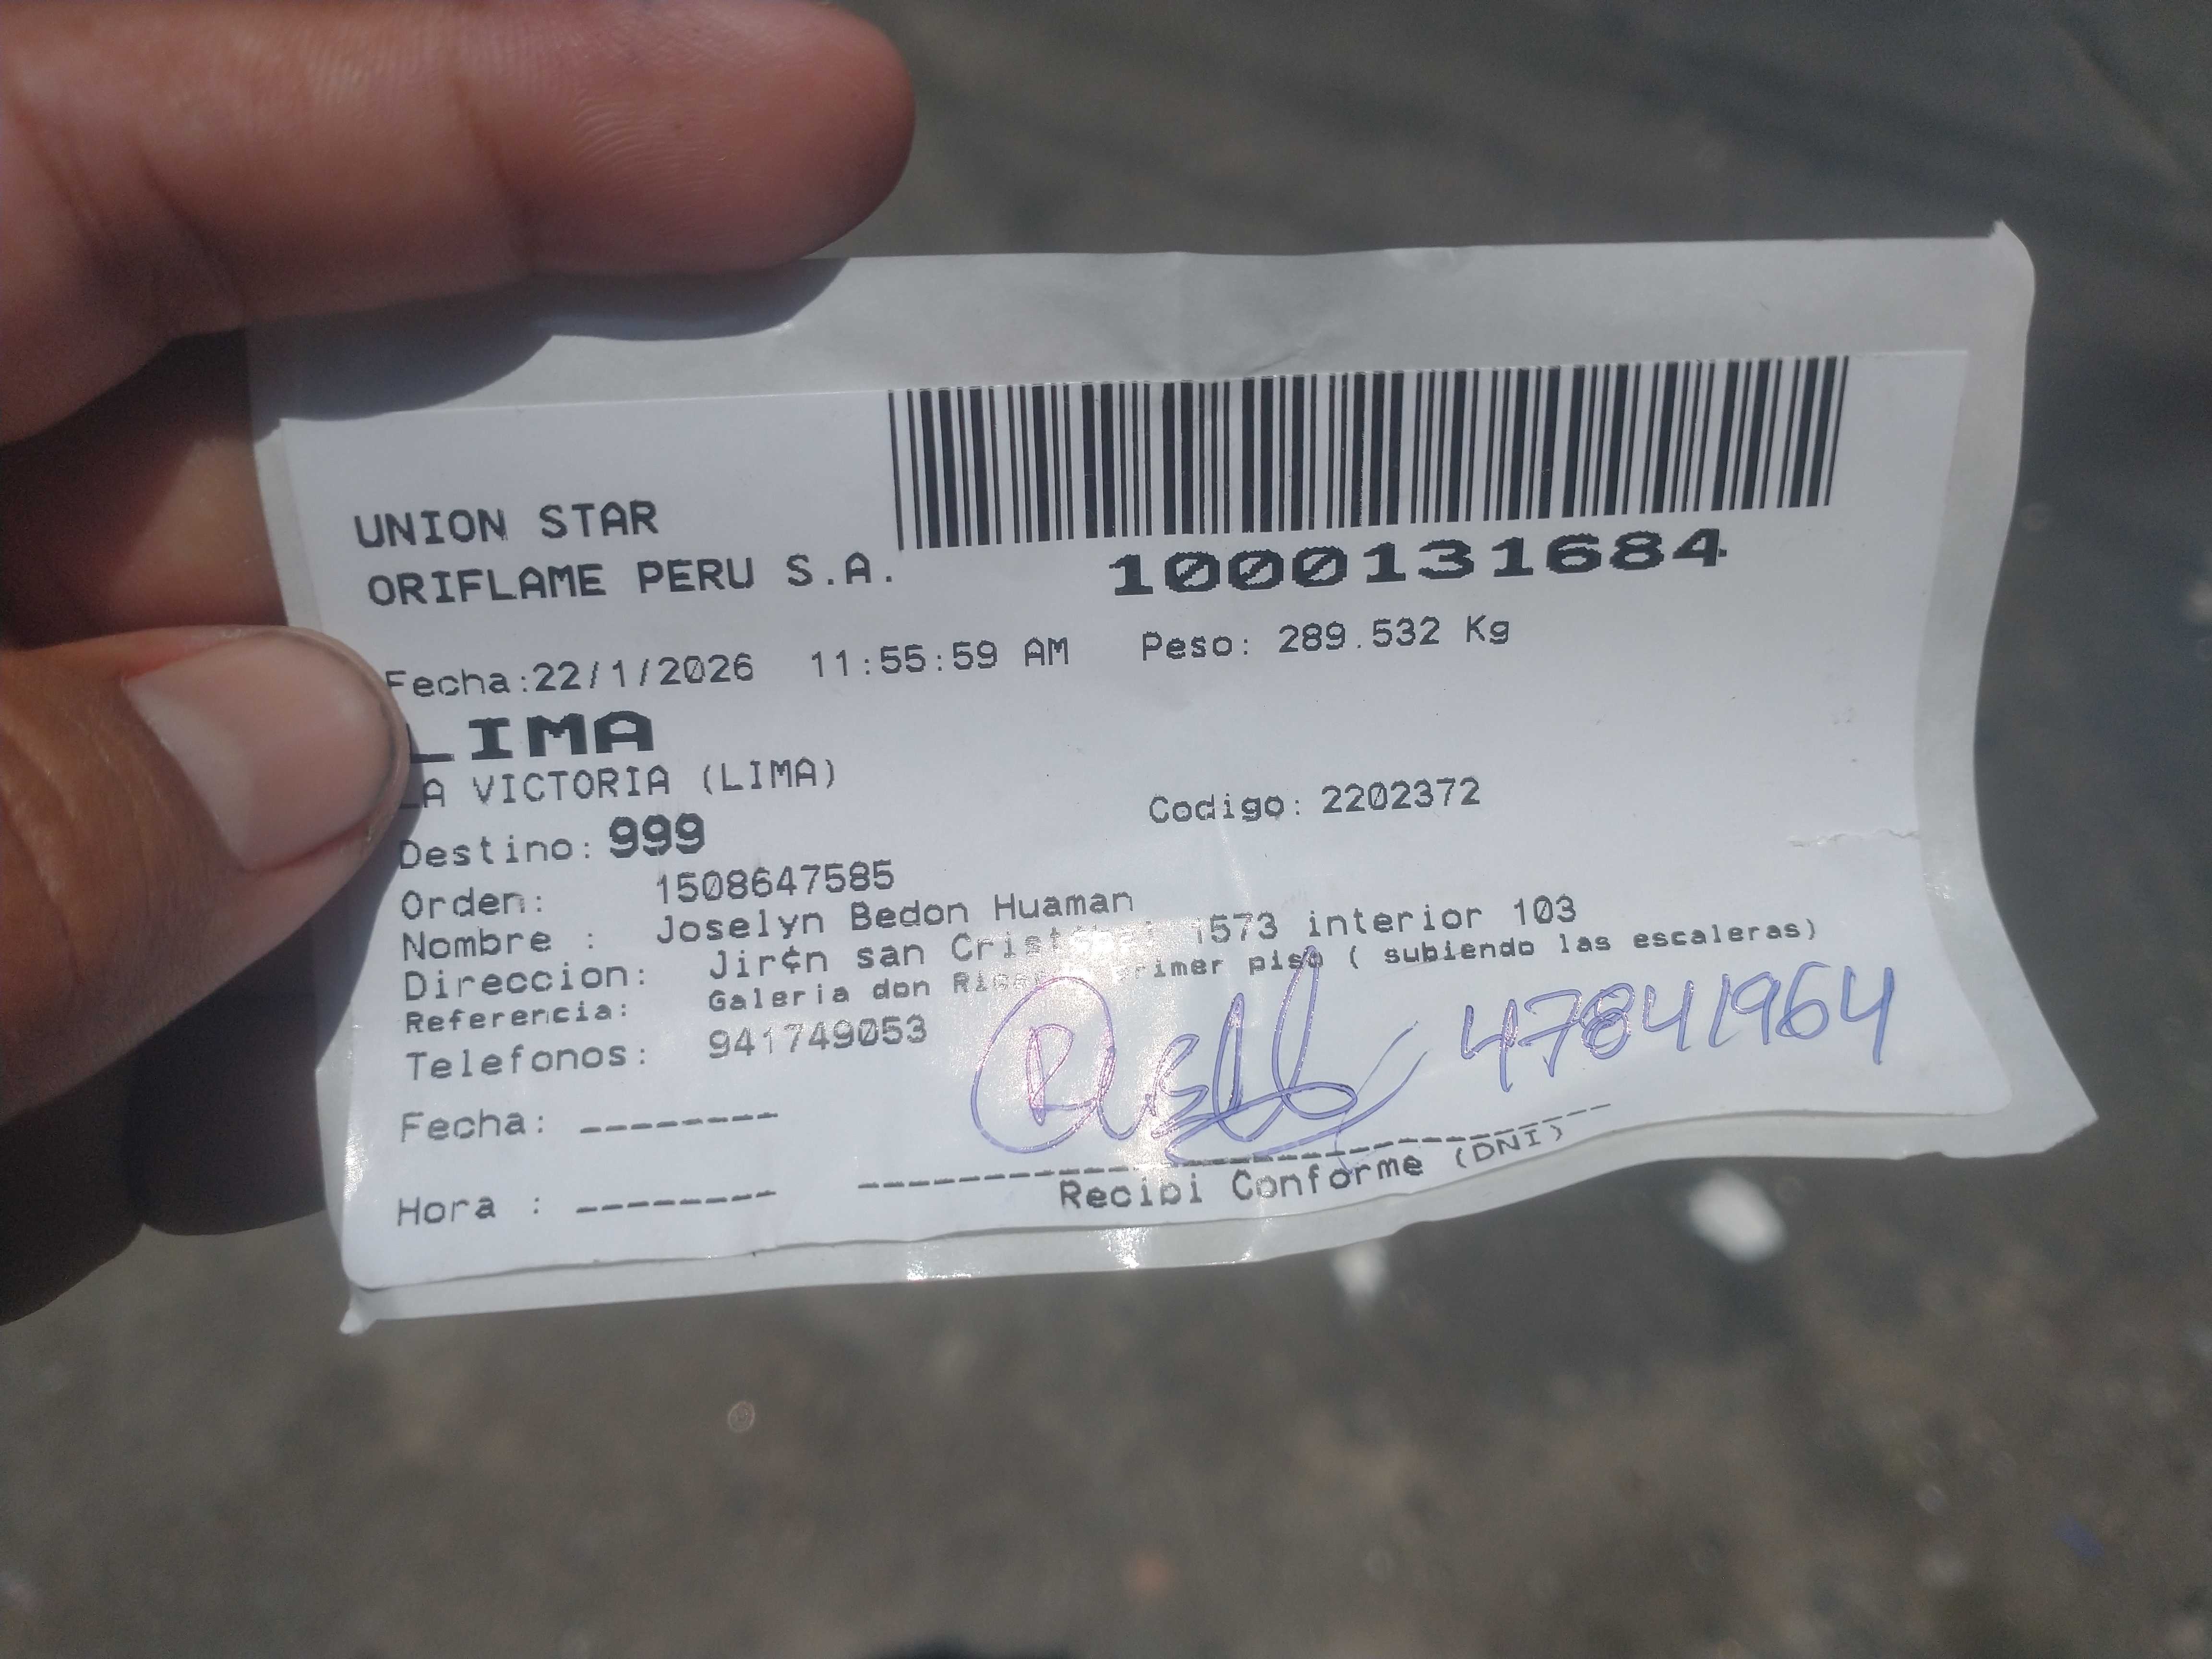 UNION STAR
ORIFLAME PERU S.A.
1000131684
Fecha:22/1/2026 11:55:59 AM Peso: 289.532 Kg
LIMA
LA VICTORIA (LIMA)
Destino: 999 Codigo: 2202372
Orden: 1508647585
Nombre : Joselyn Bedon Huaman
Direccion: Jir¢n san 1573 interior 103
Referencia: Galeria don piso ( subiendo las escaleras)
Telefonos: 941749053
47841964
Fecha: --------
Hora : --------
Recibi Conforme (DNI)